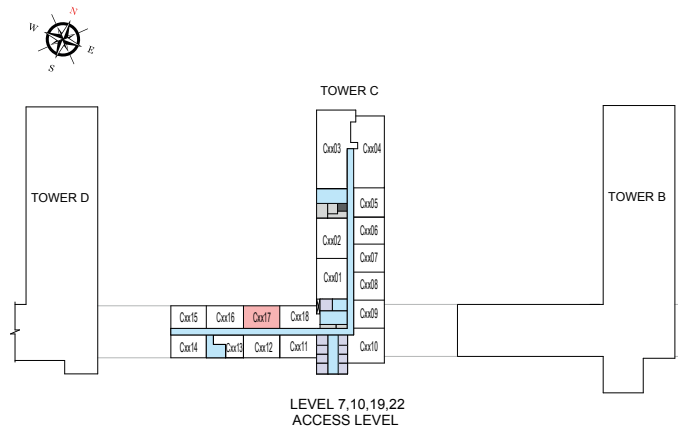 N
W
E
S
TOWER C
Cxx03
Cxx04
TOWER D
TOWER B
Cxx05
Cxx06
Cxx02
Cxx07
Cxx01
Cxx08
Cxx15 Cxx16 Cxx17 Cxx18
Cxx09
Cxx14 Cxx13 Cxx12 Cxx11
Cxx10
LEVEL 7,10,19,22
ACCESS LEVEL